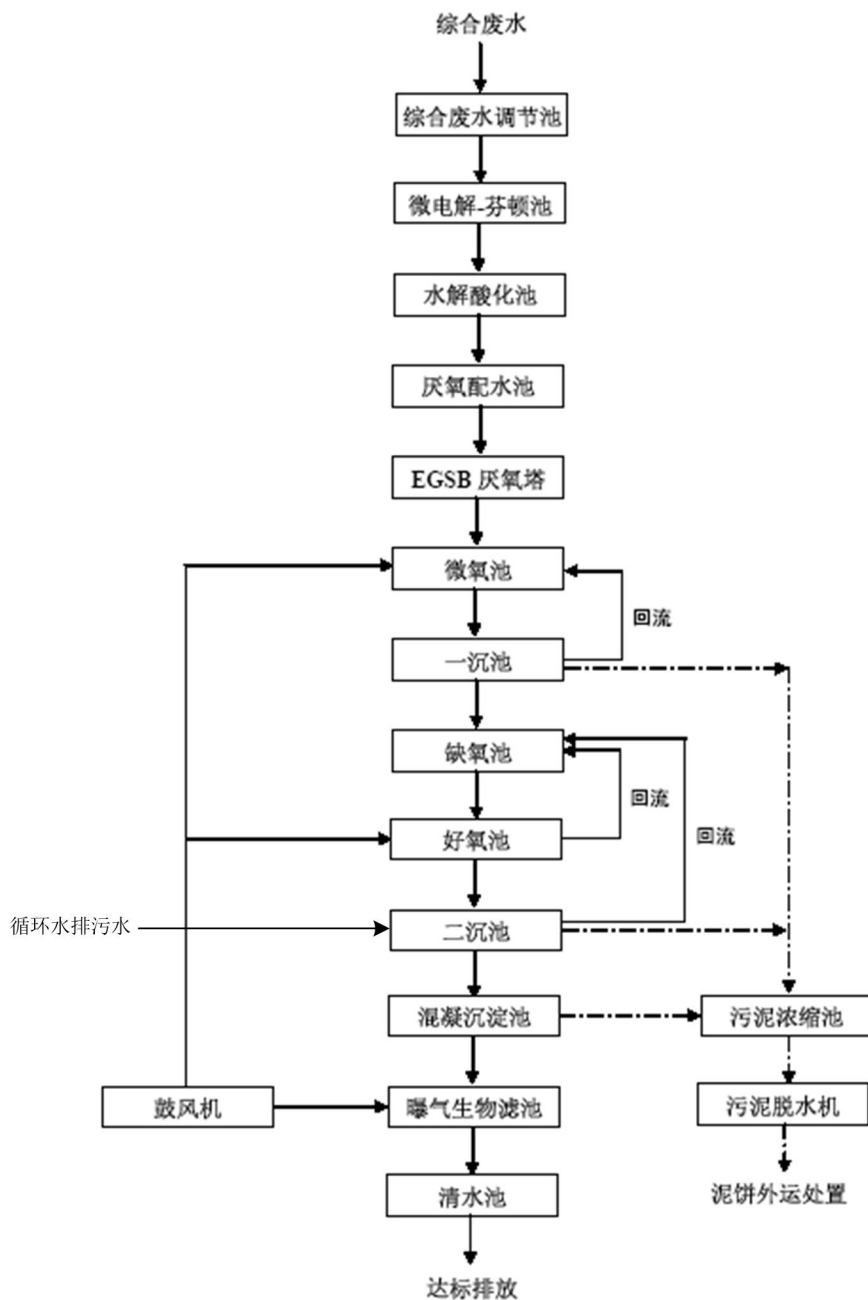 综合废水
综合废水调节池
微电解-芬顿池
水解酸化池
厌氧配水池
EGSB 厌氧塔
微氧池
回流
一沉池
缺氧池
回流
好氧池
回流
循环水排污水
二沉池
混凝沉淀池
污泥浓缩池
鼓风机
曝气生物滤池
污泥脱水机
清水池
泥饼外运处置
达标排放